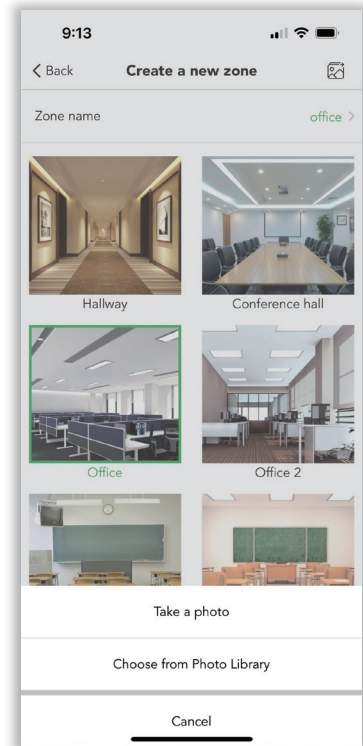 9:13
Back
Create a new zone
Zone name
office
Hallway
Conference hall
Office
Office 2
Take a photo
Choose from Photo Library
Cancel